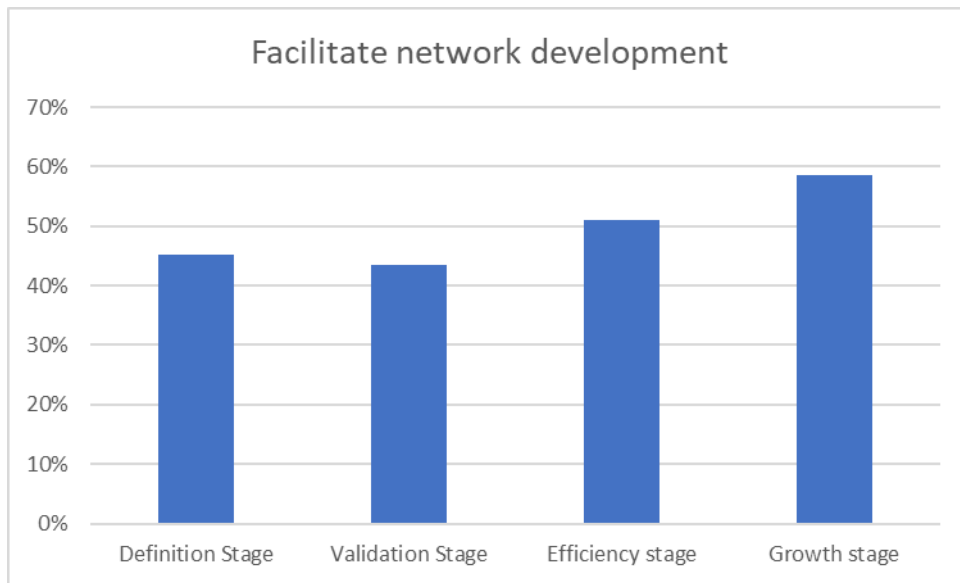 Facilitate network development
70%
60%
50%
40%
30%
20%
10%
0%
Definition Stage
Validation Stage
Efficiency stage
Growth stage